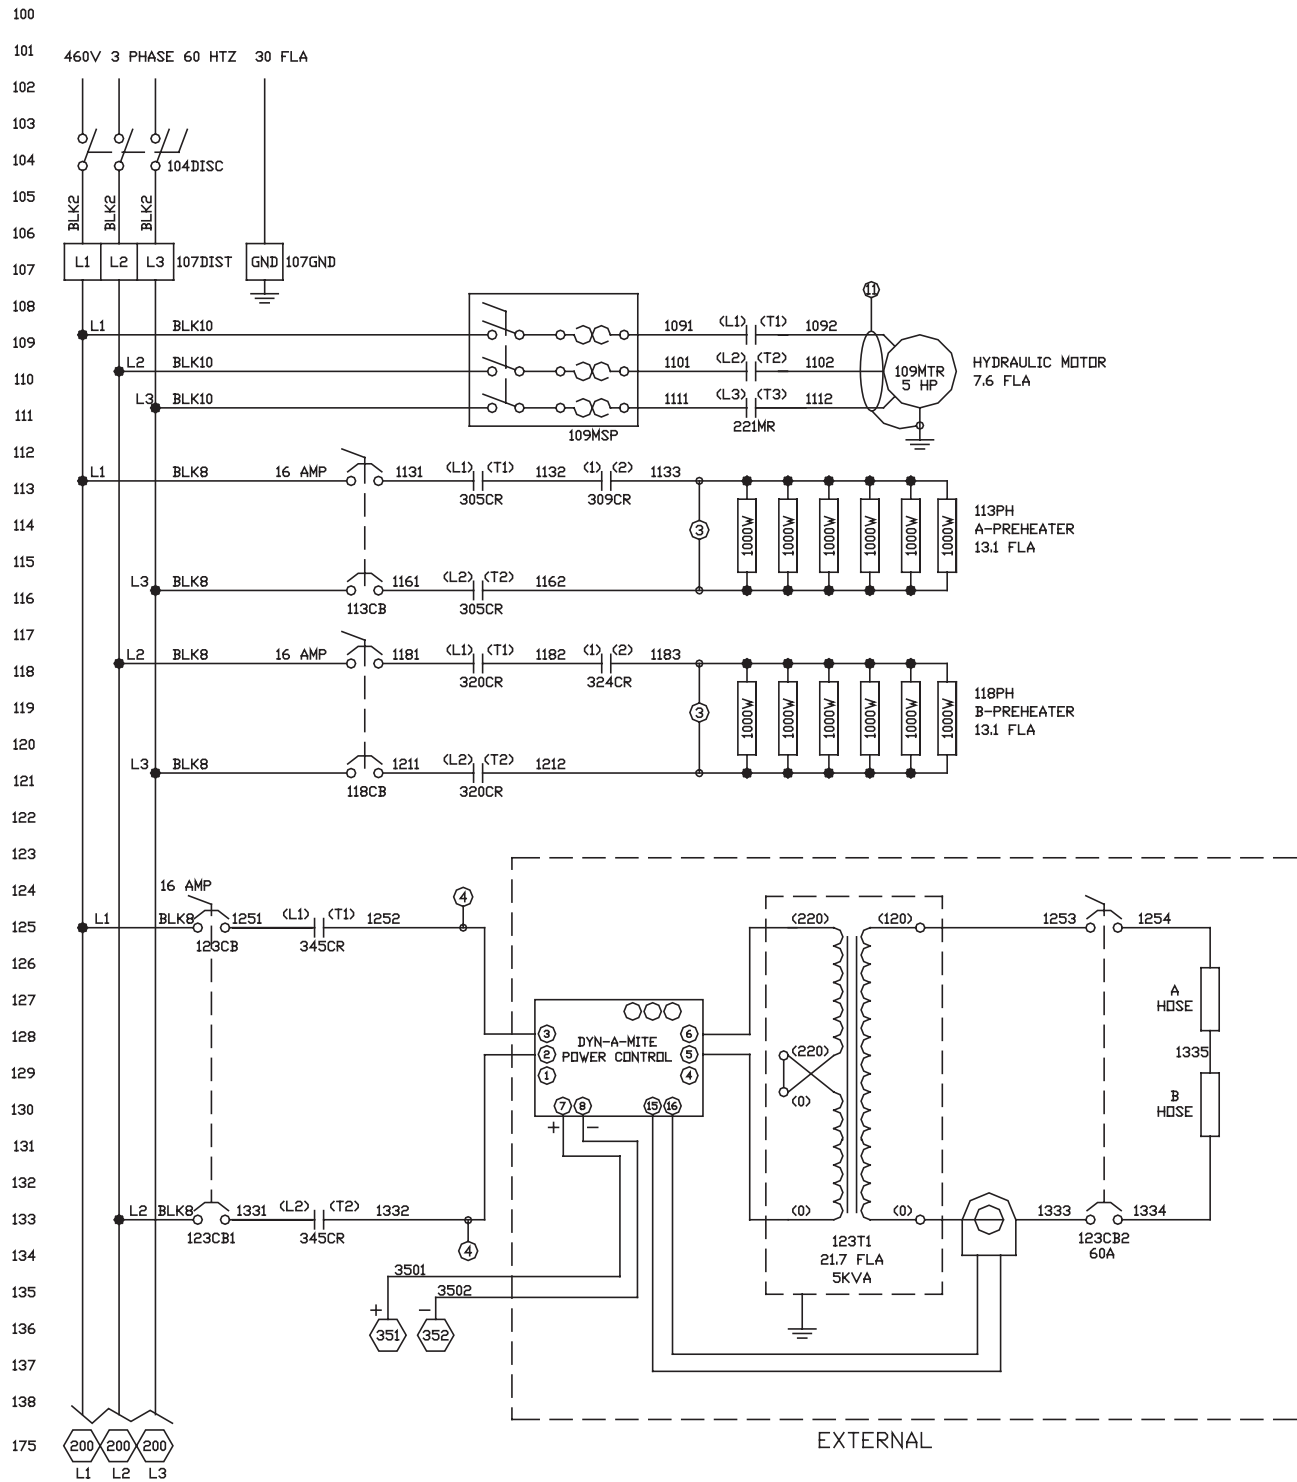 100
101
460V 3 PHASE 60 HTZ 30 FLA
102
103
104
104DISC
105
BLK2 BLK2 BLK2
106
L1 L2 L3 107DIST GND 107GND
107
108
11
L1 BLK10 1091 (L1) (T1) 1092
109
L2 BLK10 1101 (L2) (T2) 1102
109MTR
5 HP
HYDRAULIC MOTOR
7.6 FLA
110
L3 BLK10 1111 (L3) (T3) 1112
111
221MR
109MSP
112
L1 BLK8 16 AMP 1131 (L1) (T1) 1132 (1) (2) 1133
113
305CR 309CR
1000W 1000W 1000W 1000W 1000W 1000W
113PH
A-PREHEATER
13.1 FLA
114
3
115
L3 BLK8 1161 (L2) (T2) 1162
116
113CB 305CR
117
L2 BLK8 16 AMP 1181 (L1) (T1) 1182 (1) (2) 1183
118
320CR 324CR
1000W 1000W 1000W 1000W 1000W 1000W
118PH
B-PREHEATER
13.1 FLA
119
3
120
L3 BLK8 1211 (L2) (T2) 1212
121
118CB 320CR
122
123
124
16 AMP
4
125
L1 BLK8 1251 (L1) (T1) 1252 (220) (120) 1253 1254
123CB 345CR
126
127
A
HOSE
128
3 6
DYN-A-MITE
POWER CONTROL
2 5
1 4
(220)
1335
129
(0)
B
HOSE
130
7 8 15 16
+ -
131
132
L2 BLK8 1331 (L2) (T2) 1332 (0) (0) 1333 1334
133
123CB1 345CR
4
123T1
21.7 FLA
5KVA
123CB2
60A
134
3501
135
3502
+ -
136
351 352
137
138
EXTERNAL
175
200 200 200
L1 L2 L3